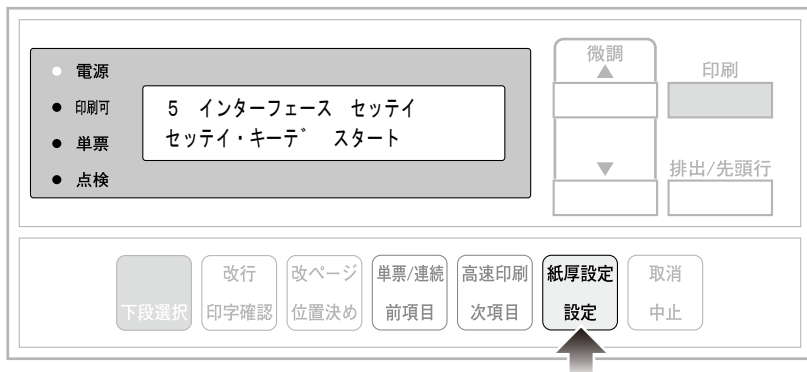 電源
印刷可
単票
点検
5 インターフェース セッテイ
セッテイ・キーデ スタート
微調
▲
▼
印刷
排出/先頭行
下段選択
改行
印字確認
改ページ
位置決め
単票/連続
前項目
高速印刷
次項目
紙厚設定
設定
取消
中止